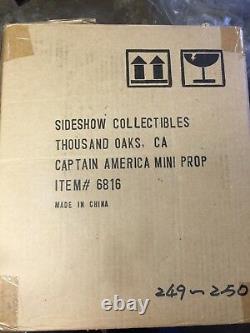 SIDESHOW COLLECTIBLES
THOUSAND OAKS, CA
CAPTAIN AMERICA MINI PROP
ITEM# 6816
MADE IN CHINA
249~250